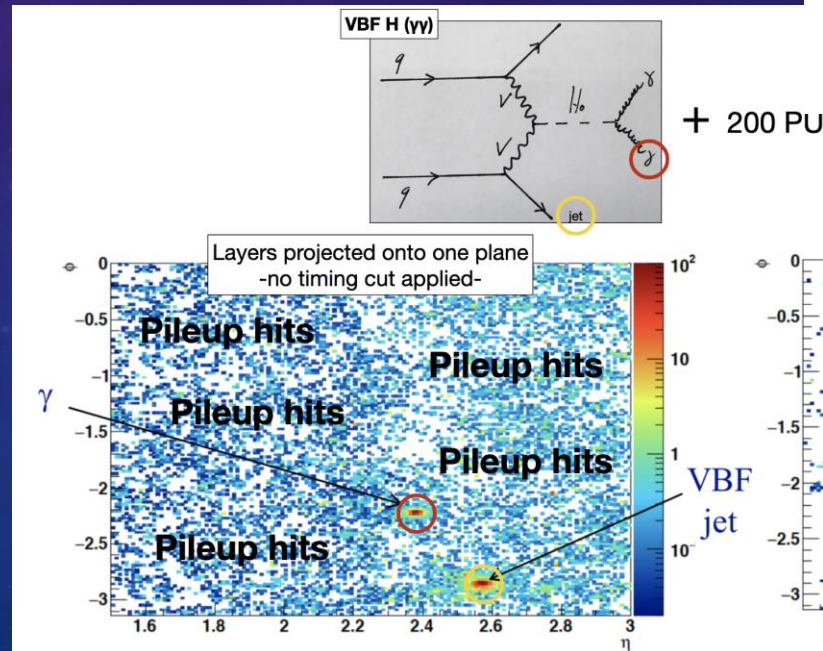 VBF H (γγ)
q
V
H₀
γ
γ
+ 200 PU
V
q
jet
Layers projected onto one plane
-no timing cut applied-
ϕ
0
−0.5
−1
−1.5
−2
−2.5
−3
Pileup hits
Pileup hits
Pileup hits
Pileup hits
Pileup hits
γ
VBF
jet
1.6
1.8
2
2.2
2.4
2.6
2.8
3
η
10²
10
1
10⁻
ϕ
0
−0.5
−1
−1.5
−2
−2.5
−3